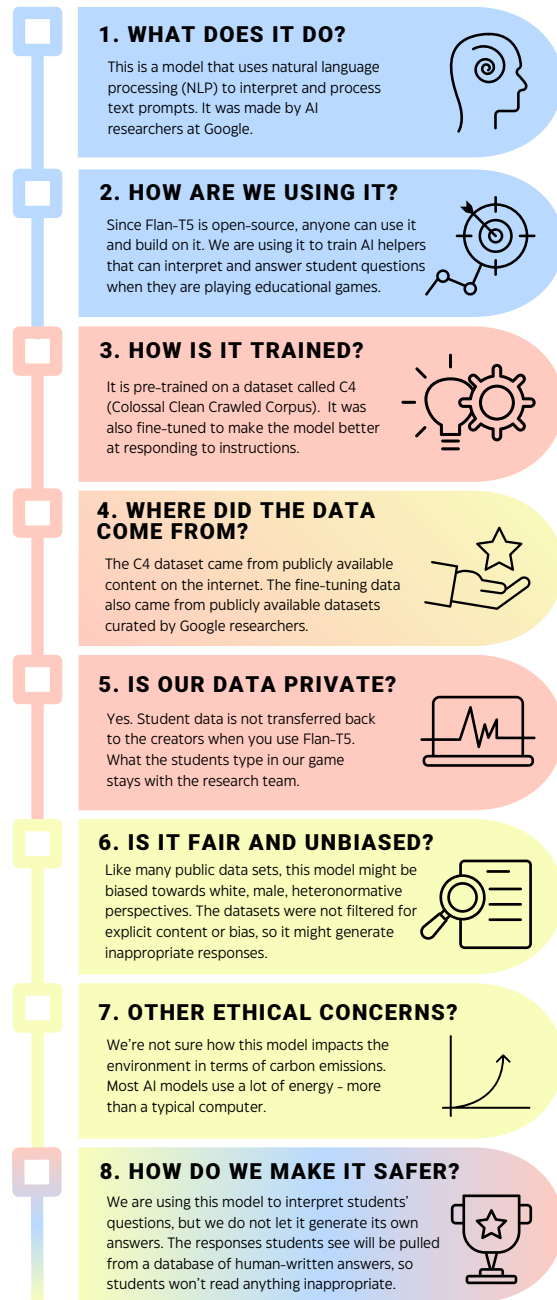 1. WHAT DOES IT DO?
This is a model that uses natural language
processing (NLP) to interpret and process
text prompts. It was made by AI
researchers at Google.
2. HOW ARE WE USING IT?
Since Flan-T5 is open-source, anyone can use it
and build on it. We are using it to train AI helpers
that can interpret and answer student questions
when they are playing educational games.
3. HOW IS IT TRAINED?
It is pre-trained on a dataset called C4
(Colossal Clean Crawled Corpus). It was
also fine-tuned to make the model better
at responding to instructions.
4. WHERE DID THE DATA
COME FROM?
The C4 dataset came from publicly available
content on the internet. The fine-tuning data
also came from publicly available datasets
curated by Google researchers.
5. IS OUR DATA PRIVATE?
Yes. Student data is not transferred back
to the creators when you use Flan-T5.
What the students type in our game
stays with the research team.
6. IS IT FAIR AND UNBIASED?
Like many public data sets, this model might be
biased towards white, male, heteronormative
perspectives. The datasets were not filtered for
explicit content or bias, so it might generate
inappropriate responses.
7. OTHER ETHICAL CONCERNS?
We're not sure how this model impacts the
environment in terms of carbon emissions.
Most AI models use a lot of energy - more
than a typical computer.
8. HOW DO WE MAKE IT SAFER?
We are using this model to interpret students'
questions, but we do not let it generate its own
answers. The responses students see will be pulled
from a database of human-written answers, so
students won't read anything inappropriate.